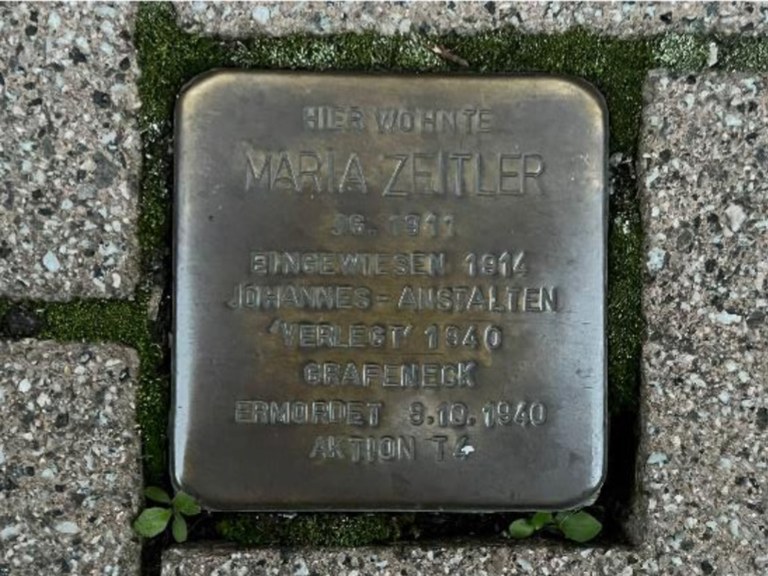 HIER WOHNTE
MARIA ZEITLER
JG. 1911
EINGEWIESEN 1914
JOHANNES-ANSTALTEN
'VERLEGT' 1940
GRAFENECK
ERMORDET 8.10.1940
AKTION T4